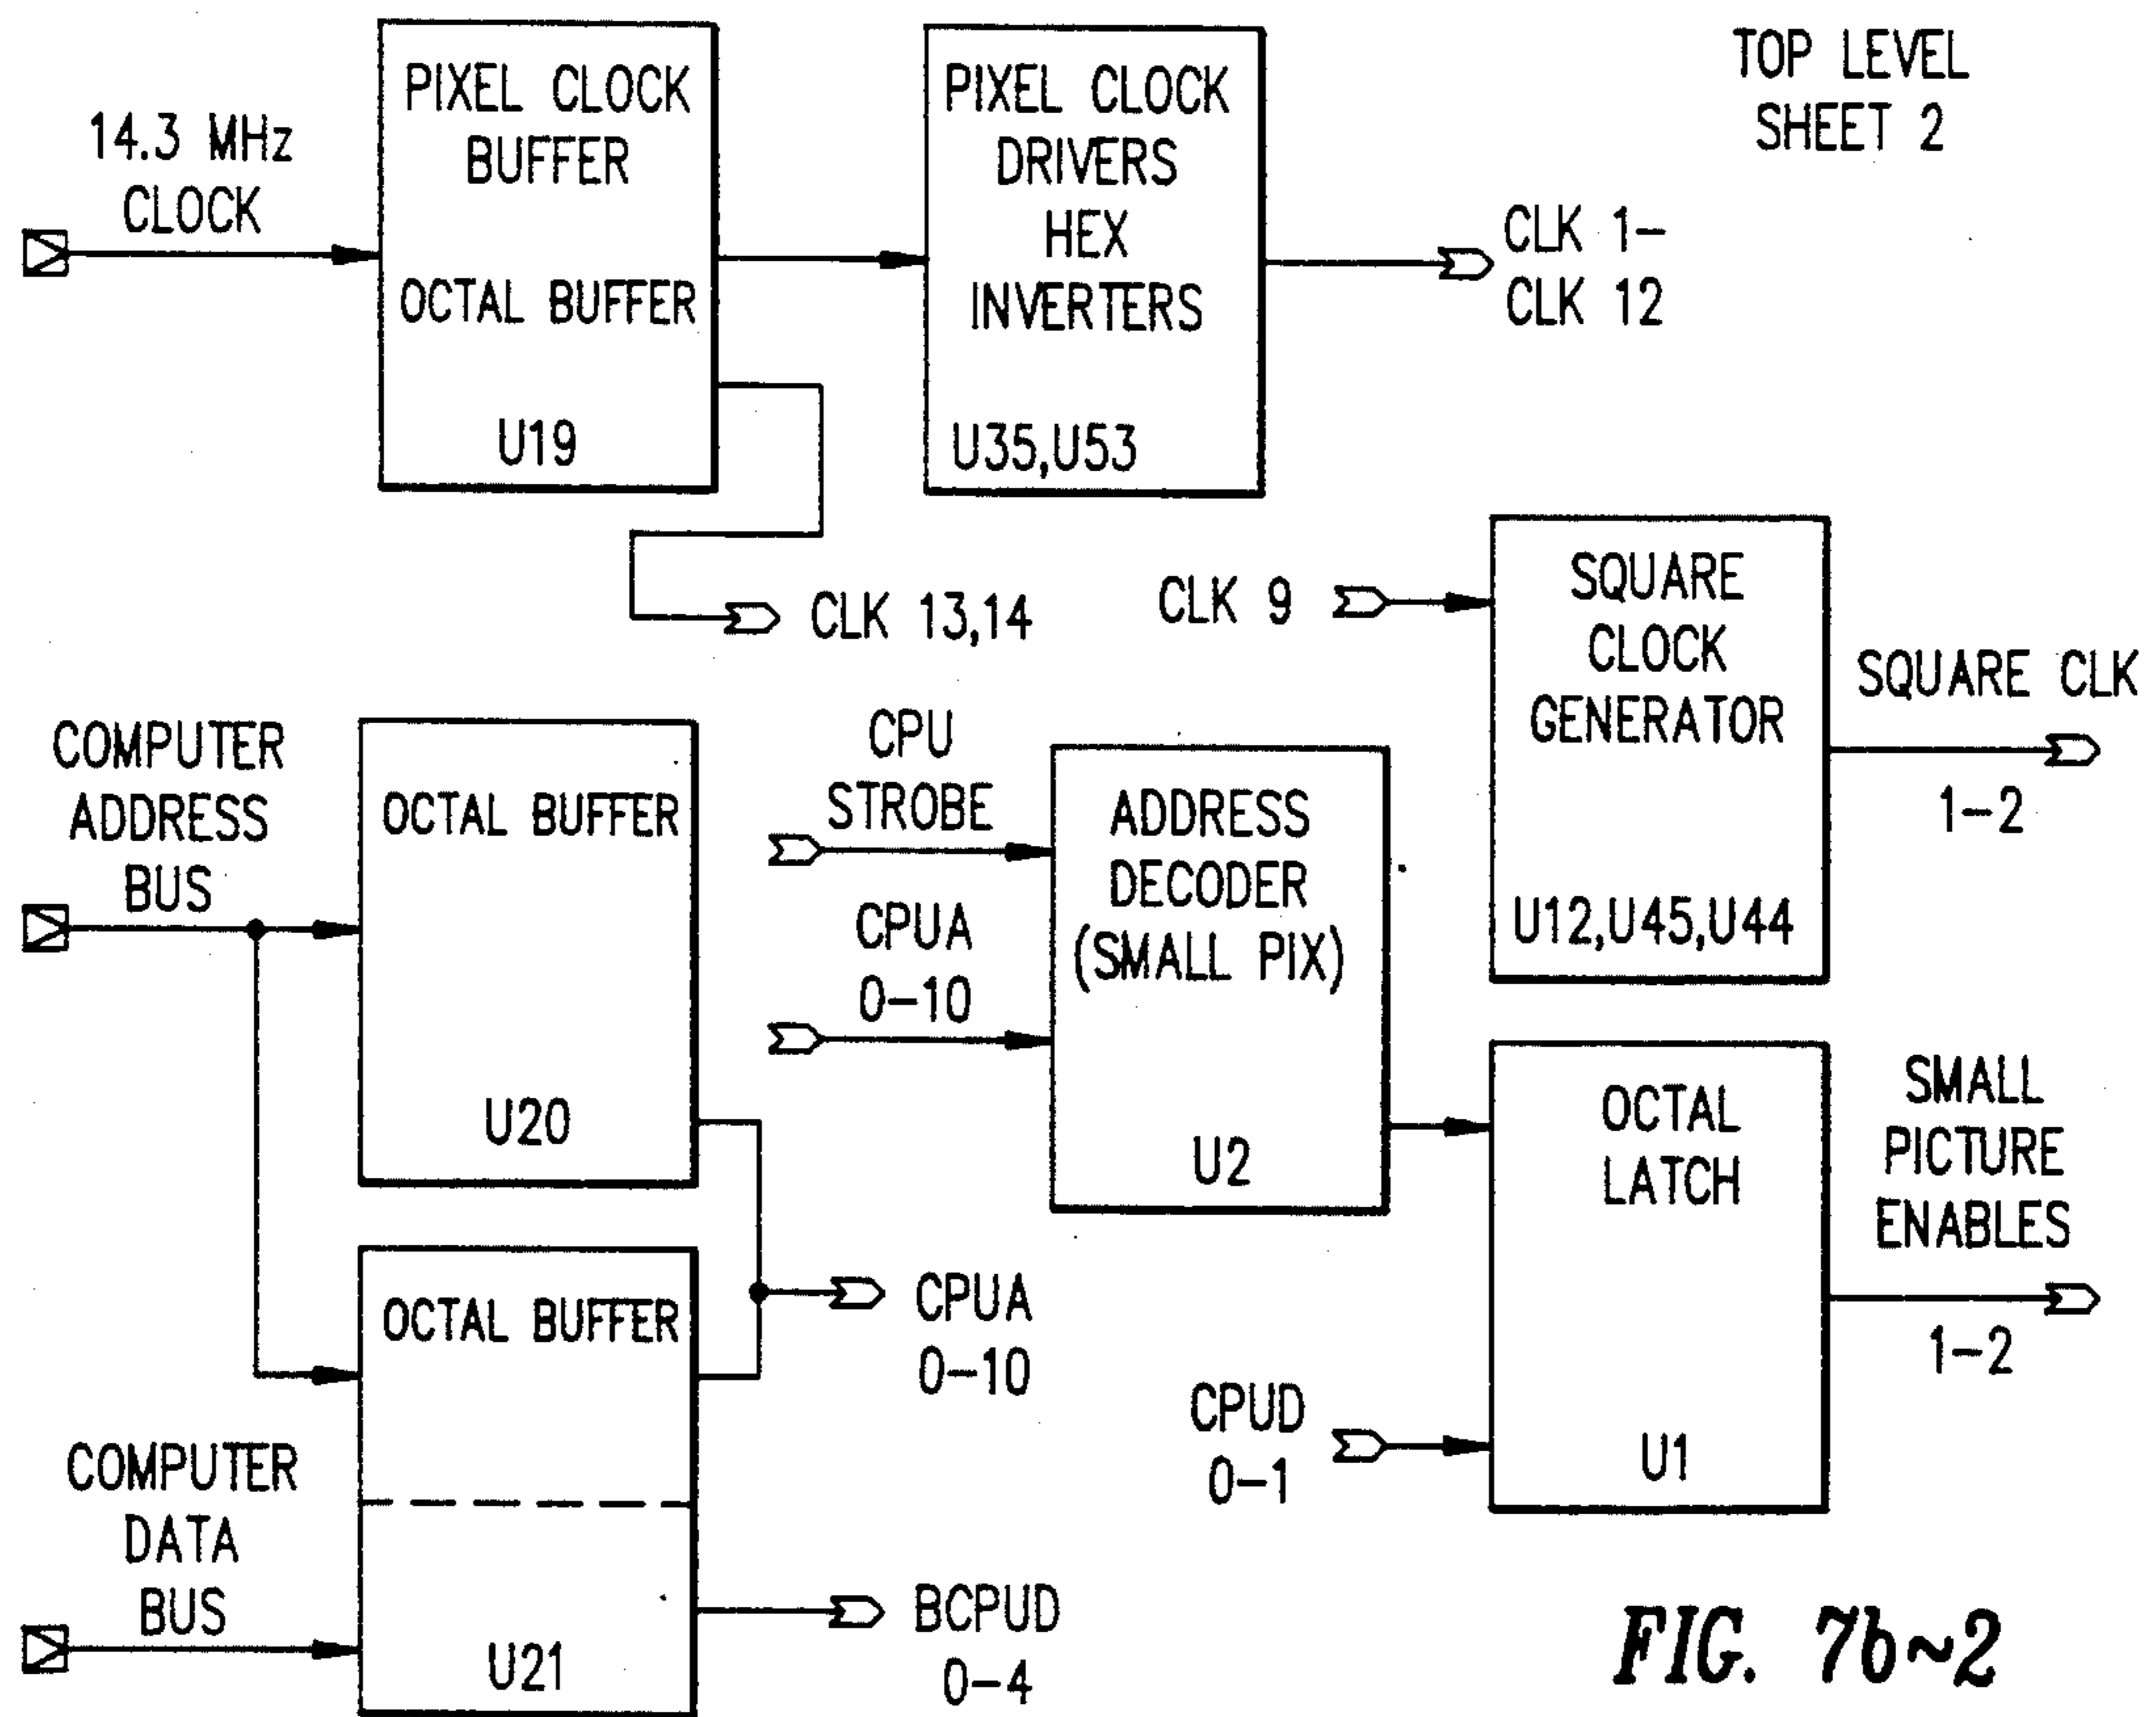 TOP LEVEL
SHEET 2
14.3 MHz
CLOCK
PIXEL CLOCK
BUFFER
OCTAL BUFFER
U19
PIXEL CLOCK
DRIVERS
HEX
INVERTERS
U35,U53
CLK 1-
CLK 12
CLK 13,14
CLK 9
SQUARE
CLOCK
GENERATOR
U12,U45,U44
SQUARE CLK
1-2
COMPUTER
ADDRESS
BUS
OCTAL BUFFER
U20
CPU
STROBE
CPUA
0-10
ADDRESS
DECODER
(SMALL PIX)
U2
OCTAL
LATCH
U1
SMALL
PICTURE
ENABLES
1-2
OCTAL BUFFER
U21
CPUA
0-10
CPUD
0-1
COMPUTER
DATA
BUS
BCPUD
0-4
FIG. 7b~2